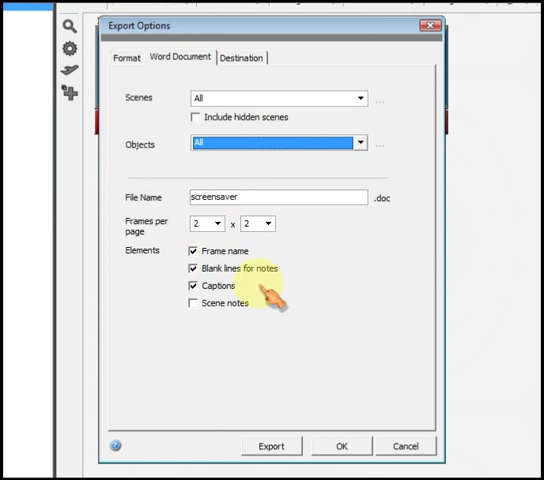 Export Options
Format Word Document Destination
Scenes All ...
Include hidden scenes
Objects All ...
File Name screensaver .doc
Frames per page 2 x 2
Elements Frame name
Blank lines for notes
Captions
Scene notes
Export OK Cancel